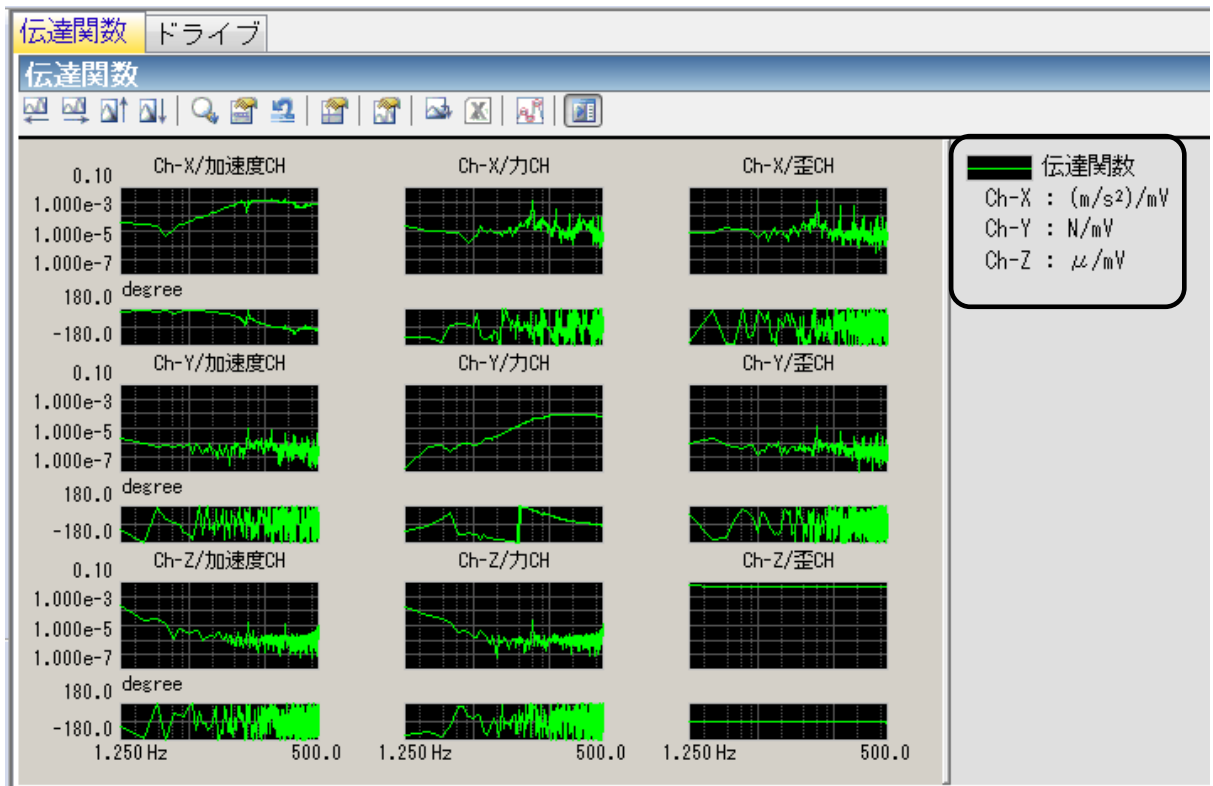 伝達関数 ドライブ
伝達関数
Ch-X/加速度CH Ch-X/力CH Ch-X/歪CH
0.10
1.000e-3
1.000e-5
1.000e-7
degree
180.0
-180.0
Ch-Y/加速度CH Ch-Y/力CH Ch-Y/歪CH
0.10
1.000e-3
1.000e-5
1.000e-7
degree
180.0
-180.0
Ch-Z/加速度CH Ch-Z/力CH Ch-Z/歪CH
0.10
1.000e-3
1.000e-5
1.000e-7
degree
180.0
-180.0
1.250 Hz 500.0 1.250 Hz 500.0 1.250 Hz 500.0
伝達関数
Ch-X : (m/s²)/mV
Ch-Y : N/mV
Ch-Z : μ/mV